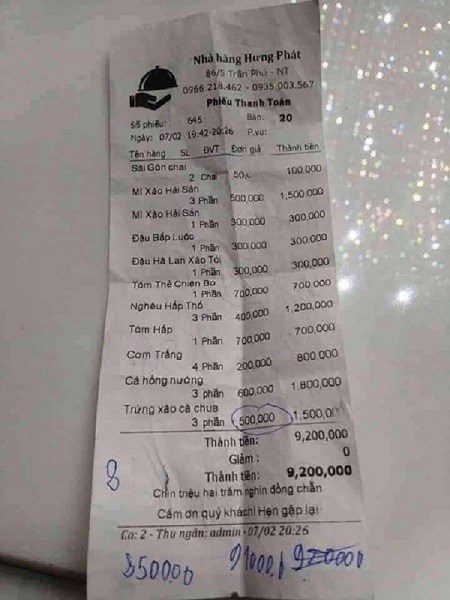 Nhà hàng Hưng Phát
86/5 Trần Phú - NT
0966.218.462 - 0935.003.567
Phiếu Thanh Toán
Số phiếu: 645 Bàn: 20
Ngày: 07/02 19:42-20:26 P.vụ:
Tên hàng SL ĐVT Đơn giá Thành tiền
Sài Gòn chai
2 Chai 50, 100,000
Mì Xào Hải Sản
3 Phần 500,000 1,500,000
Mì Xào Hải Sản
1 Phần 300,000 300,000
Đậu Bắp Luộc
1 Phần 300,000 300,000
Đậu Hà Lan Xào Tỏi
1 Phần 300,000 300,000
Tôm Thẻ Chiên Bơ
1 Phần 700,000 700,000
Nghêu Hấp Thố
3 Phần 400,000 1,200,000
Tôm Hấp
1 Phần 700,000 700,000
Cơm Trắng
4 Phần 200,000 800,000
Cá hồng nướng
3 phần 600,000 1,800,000
Trứng xào cà chua
3 phần 500,000 1,500,0
Thành tiền: 9,200,000
Giảm : 0
Thành tiền: 9,200,000
Chín triệu hai trăm nghìn đồng chẵn
Cám ơn quý khách! Hẹn gặp lại
Ca: 2 - Thu ngân: admin - 07/02 20:26